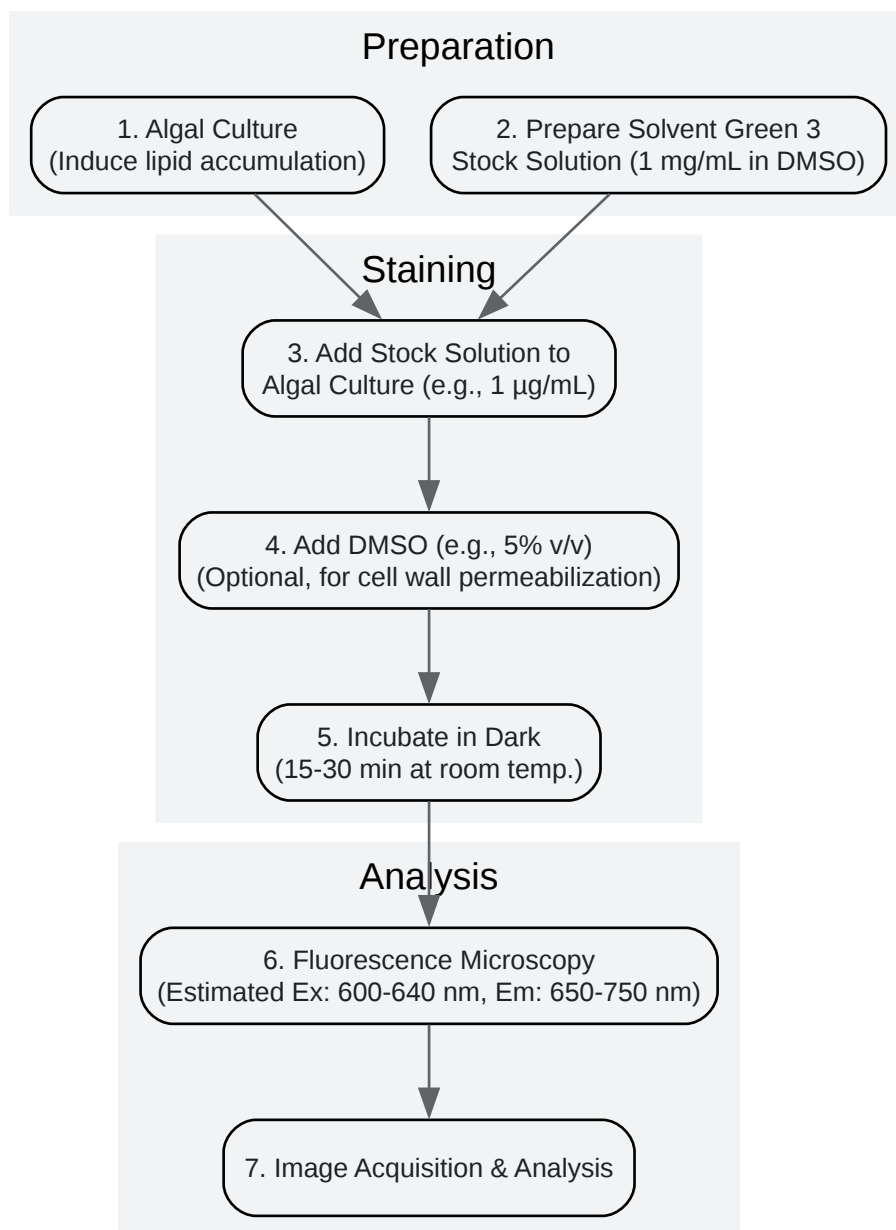 Preparation
1. Algal Culture
(Induce lipid accumulation)
2. Prepare Solvent Green 3
Stock Solution (1 mg/mL in DMSO)
Staining
3. Add Stock Solution to
Algal Culture (e.g., 1 µg/mL)
4. Add DMSO (e.g., 5% v/v)
(Optional, for cell wall permeabilization)
5. Incubate in Dark
(15-30 min at room temp.)
Analysis
6. Fluorescence Microscopy
(Estimated Ex: 600-640 nm, Em: 650-750 nm)
7. Image Acquisition & Analysis